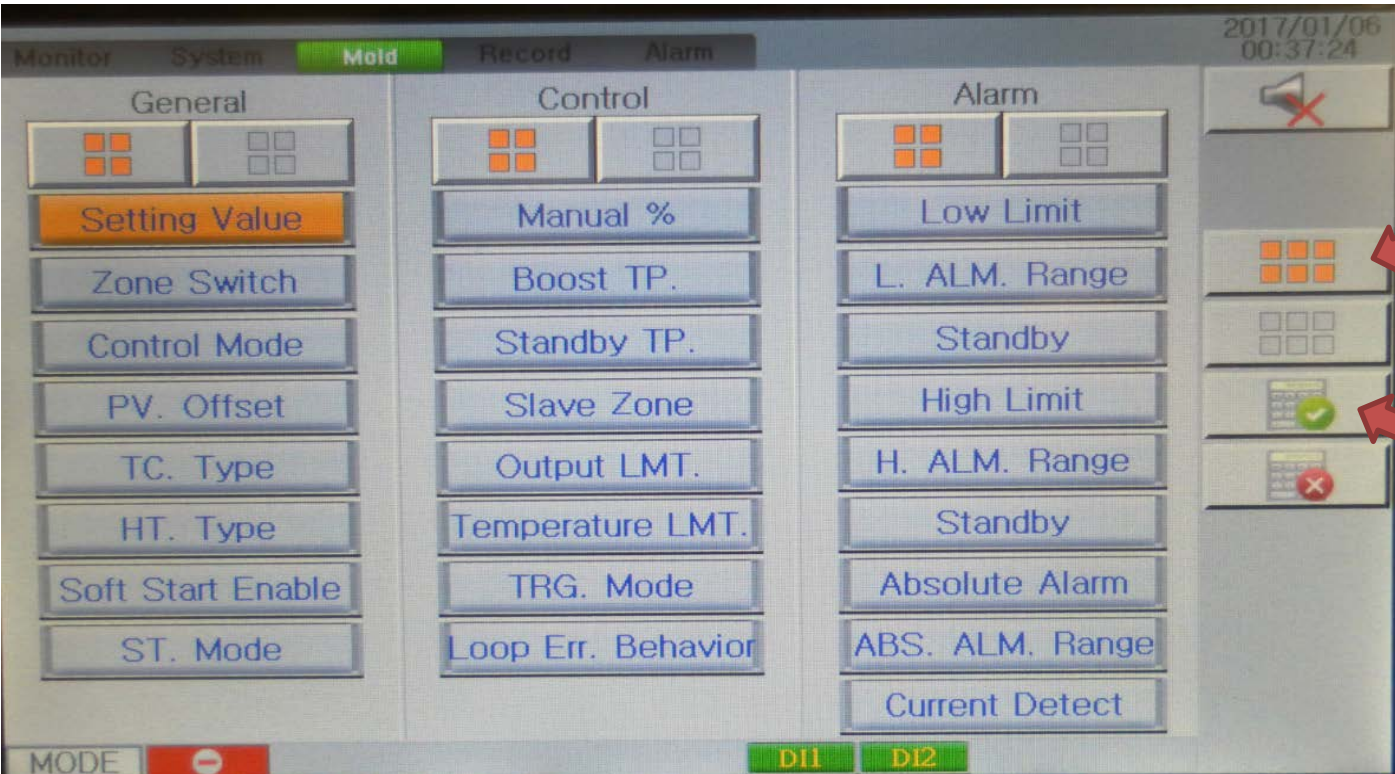 2017/01/06
00:37:24
Monitor System Mold Record Alarm
General
Setting Value
Zone Switch
Control Mode
PV. Offset
TC. Type
HT. Type
Soft Start Enable
ST. Mode
Control
Manual %
Boost TP.
Standby TP.
Slave Zone
Output LMT.
Temperature LMT.
TRG. Mode
Loop Err. Behavior
Alarm
Low Limit
L. ALM. Range
Standby
High Limit
H. ALM. Range
Standby
Absolute Alarm
ABS. ALM. Range
Current Detect
MODE
DI1 DI2